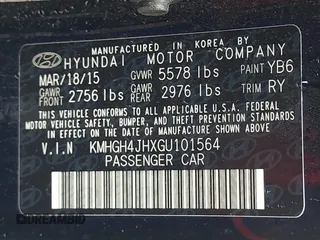 MANUFACTURED IN KOREA BY
HYUNDAI MOTOR COMPANY
MAR/18/15 GVWR 5578 lbs PAINT YB6
GAWR FRONT 2756 lbs GAWR REAR 2976 lbs TRIM RY
THIS VEHICLE CONFORMS TO ALL APPLICABLE FEDERAL
MOTOR VEHICLE SAFETY, BUMPER, AND THEFT PREVENTION
STANDARDS IN EFFECT ON THE DATE OF MANUFACTURE
SHOWN ABOVE.
V.I.N KMHGH4JHXGU101564
PASSENGER CAR
DREAMBID